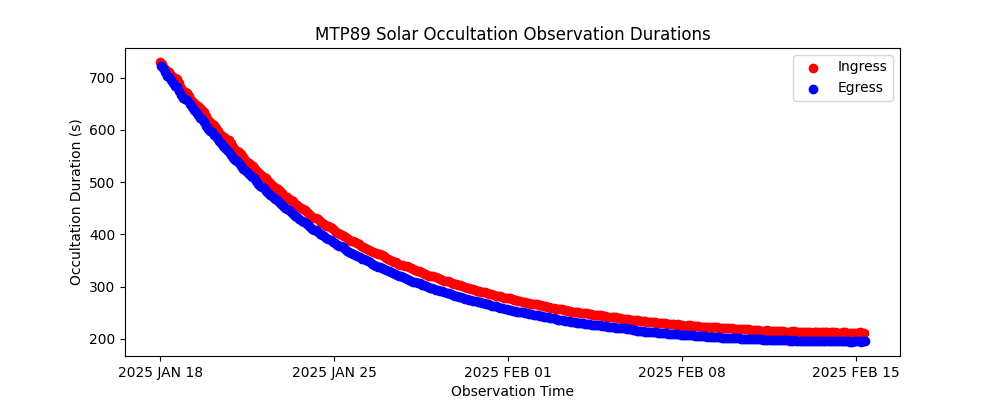 MTP89 Solar Occultation Observation Durations
Ingress
Egress
Occultation Duration (s)
700
600
500
400
300
200
2025 JAN 18
2025 JAN 25
2025 FEB 01
2025 FEB 08
2025 FEB 15
Observation Time